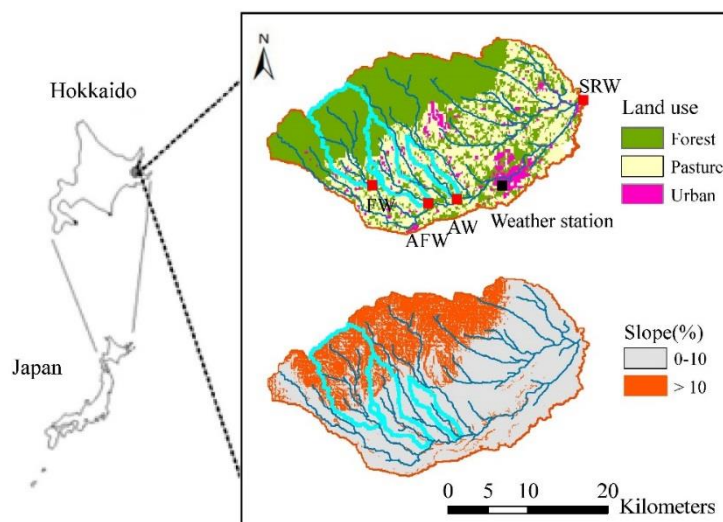 Hokkaido
Japan
N
SRW
FW
AFW
AW
Weather station
Land use
Forest
Pasture
Urban
Slope(%)
0-10
> 10
0 5 10 20
Kilometers